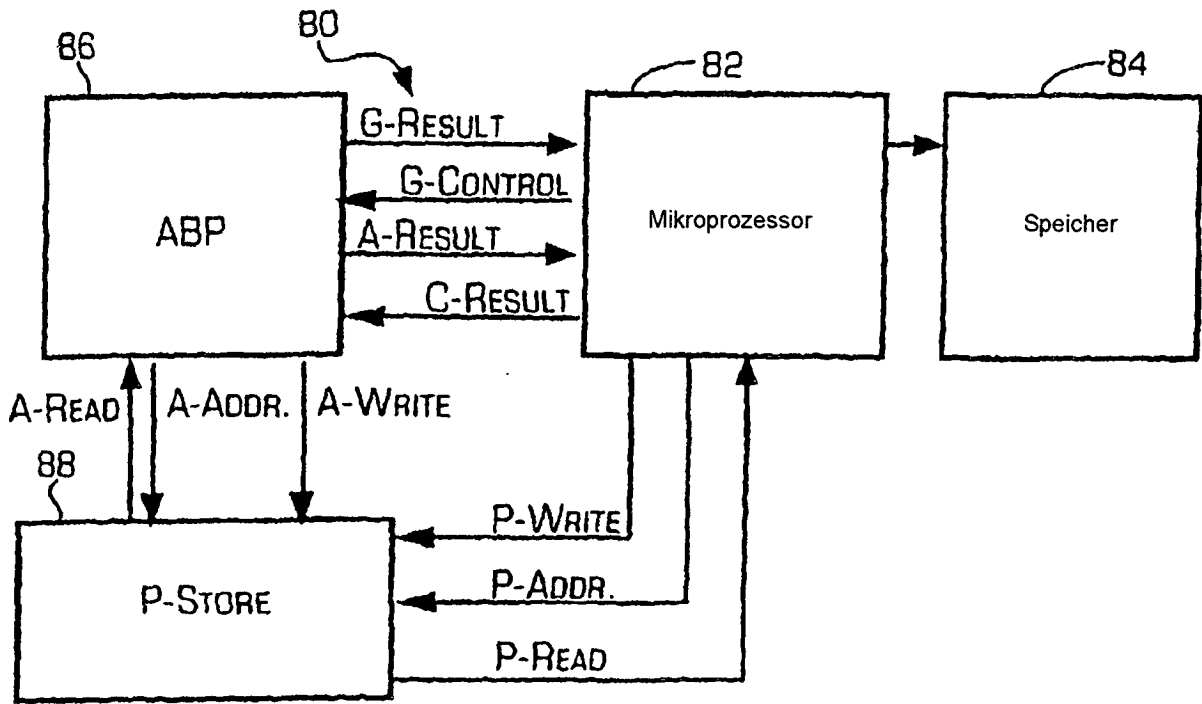 86
80
82
84
G-RESULT
G-CONTROL
ABP
A-RESULT
C-RESULT
Mikroprozessor
Speicher
A-READ
A-ADDR.
A-WRITE
88
P-STORE
P-WRITE
P-ADDR.
P-READ